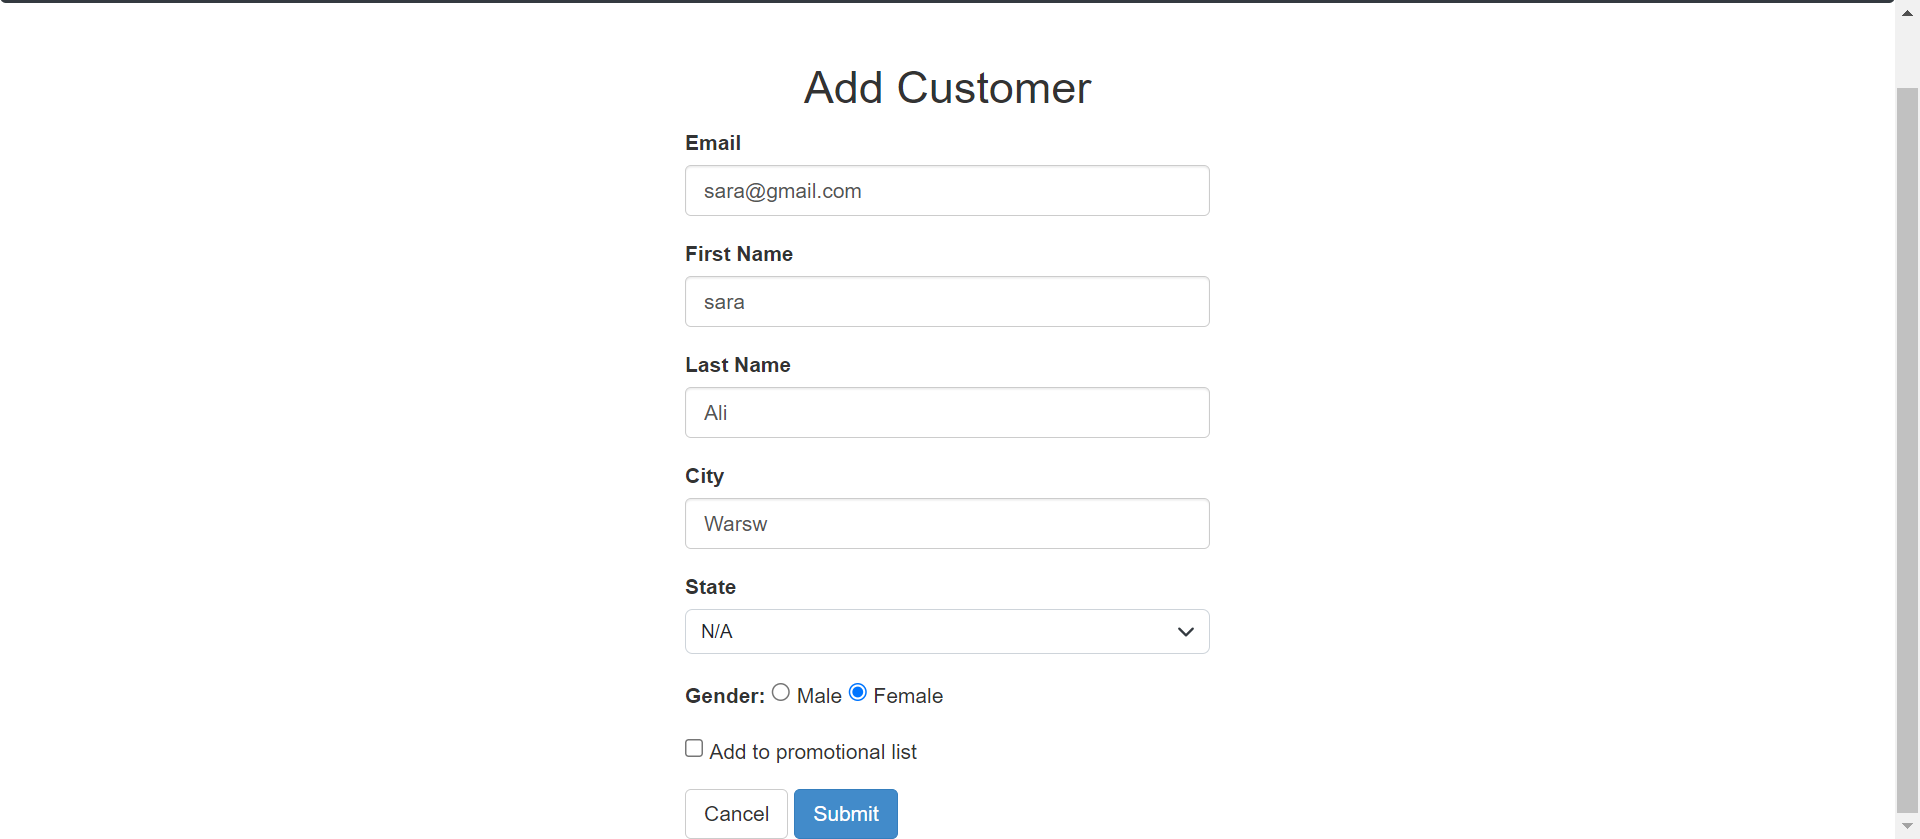 Add Customer
Email
sara@gmail.com
First Name
sara
Last Name
Ali
City
Warsw
State
N/A
Gender: Male Female
Add to promotional list
Cancel Submit